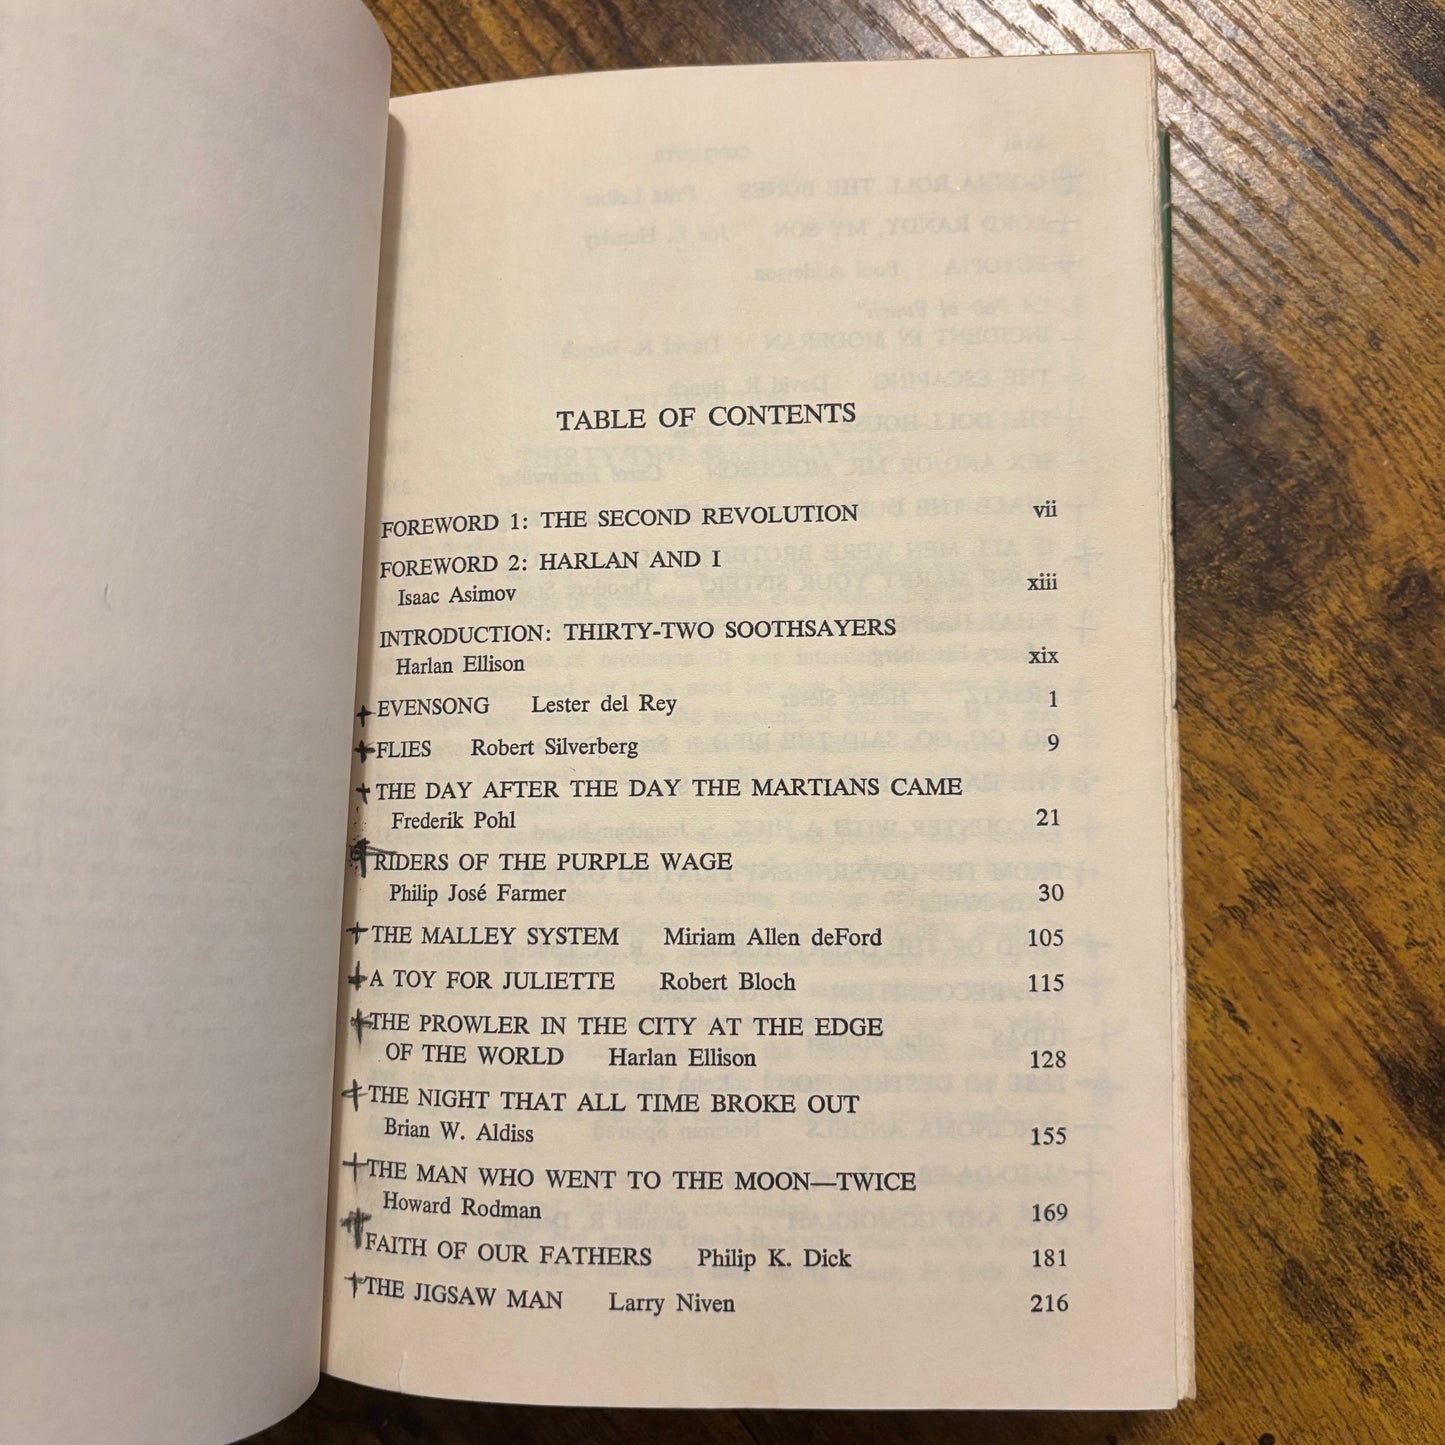 TABLE OF CONTENTS
FOREWORD 1: THE SECOND REVOLUTION vii
FOREWORD 2: HARLAN AND I
Isaac Asimov xiii
INTRODUCTION: THIRTY-TWO SOOTHSAYERS
Harlan Ellison xix
EVENSONG Lester del Rey 1
FLIES Robert Silverberg 9
THE DAY AFTER THE DAY THE MARTIANS CAME
Frederik Pohl 21
RIDERS OF THE PURPLE WAGE
Philip José Farmer 30
THE MALLEY SYSTEM Miriam Allen deFord 105
A TOY FOR JULIETTE Robert Bloch 115
THE PROWLER IN THE CITY AT THE EDGE
OF THE WORLD Harlan Ellison 128
THE NIGHT THAT ALL TIME BROKE OUT
Brian W. Aldiss 155
THE MAN WHO WENT TO THE MOON—TWICE
Howard Rodman 169
FAITH OF OUR FATHERS Philip K. Dick 181
THE JIGSAW MAN Larry Niven 216